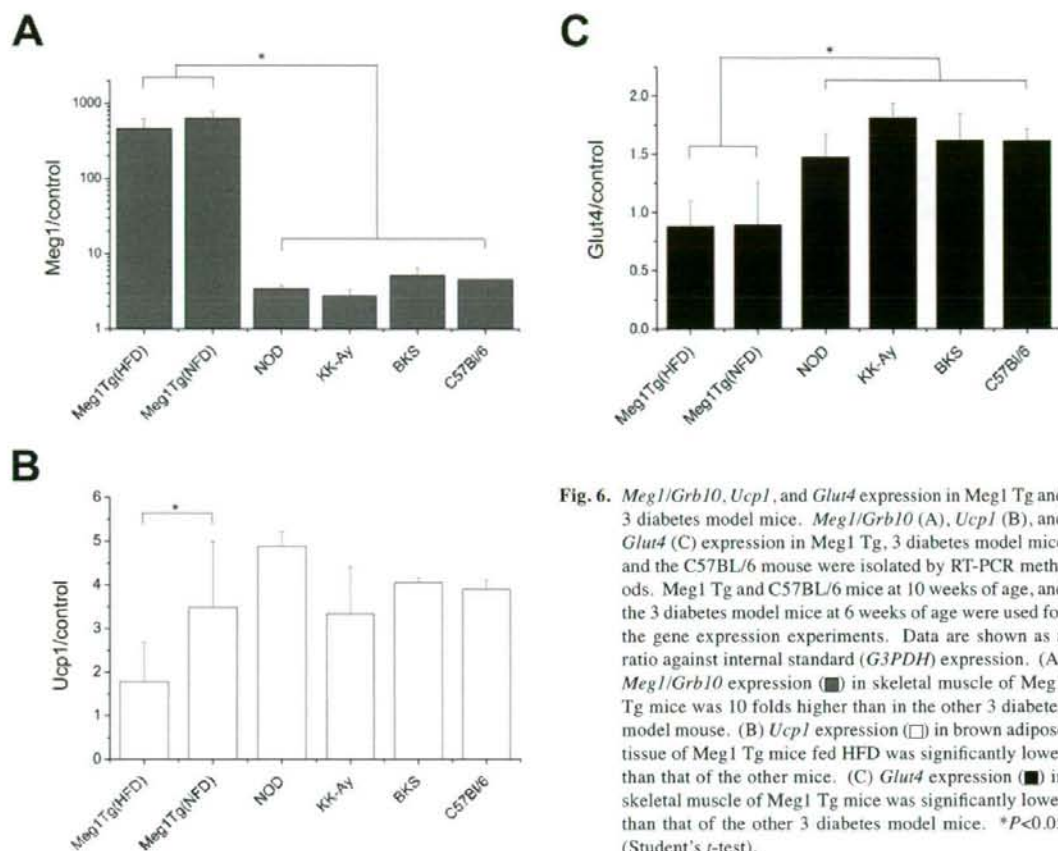 A
*
Meg1/control
1000
100
10
1
Meg1Tg(HFD)
Meg1Tg(NFD)
NOD
KK-Ay
BKS
C57Bl/6
B
*
Ucp1/control
6
5
4
3
2
1
0
Meg1Tg(HFD)
Meg1Tg(NFD)
NOD
KK-Ay
BKS
C57Bl/6
C
*
Glut4/control
2.0
1.5
1.0
0.5
0.0
Meg1Tg(HFD)
Meg1Tg(NFD)
NOD
KK-Ay
BKS
C57Bl/6
Fig. 6. Meg1/Grb10, Ucp1, and Glut4 expression in Meg1 Tg and
3 diabetes model mice. Meg1/Grb10 (A), Ucp1 (B), and
Glut4 (C) expression in Meg1 Tg, 3 diabetes model mice
and the C57BL/6 mouse were isolated by RT-PCR meth
ods. Meg1 Tg and C57BL/6 mice at 10 weeks of age, and
the 3 diabetes model mice at 6 weeks of age were used fo
the gene expression experiments. Data are shown as
ratio against internal standard (G3PDH) expression. (A
Meg1/Grb10 expression (■) in skeletal muscle of Meg
Tg mice was 10 folds higher than in the other 3 diabete
model mouse. (B) Ucp1 expression (□) in brown adipose
tissue of Meg1 Tg mice fed HFD was significantly lowe
than that of the other mice. (C) Glut4 expression (■) in
skeletal muscle of Meg1 Tg mice was significantly lowe
than that of the other 3 diabetes model mice. *P<0.05
(Student's t-test).